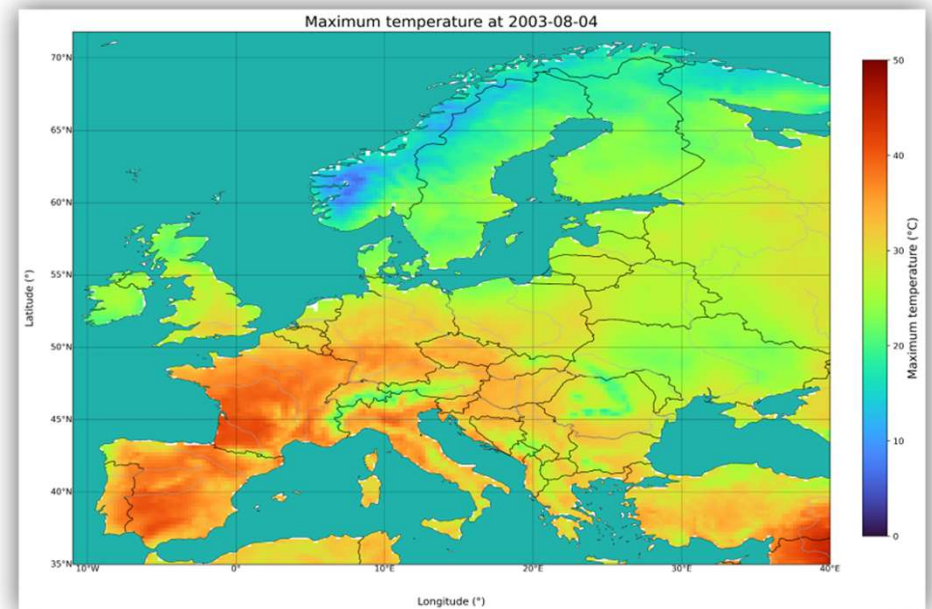 Maximum temperature at 2003-08-04
70°N
65°N
60°N
55°N
50°N
45°N
40°N
35°N
10°W
0°
10°E
20°E
30°E
40°E
Latitude (°)
Longitude (°)
50
40
30
20
10
0
Maximum temperature (°C)